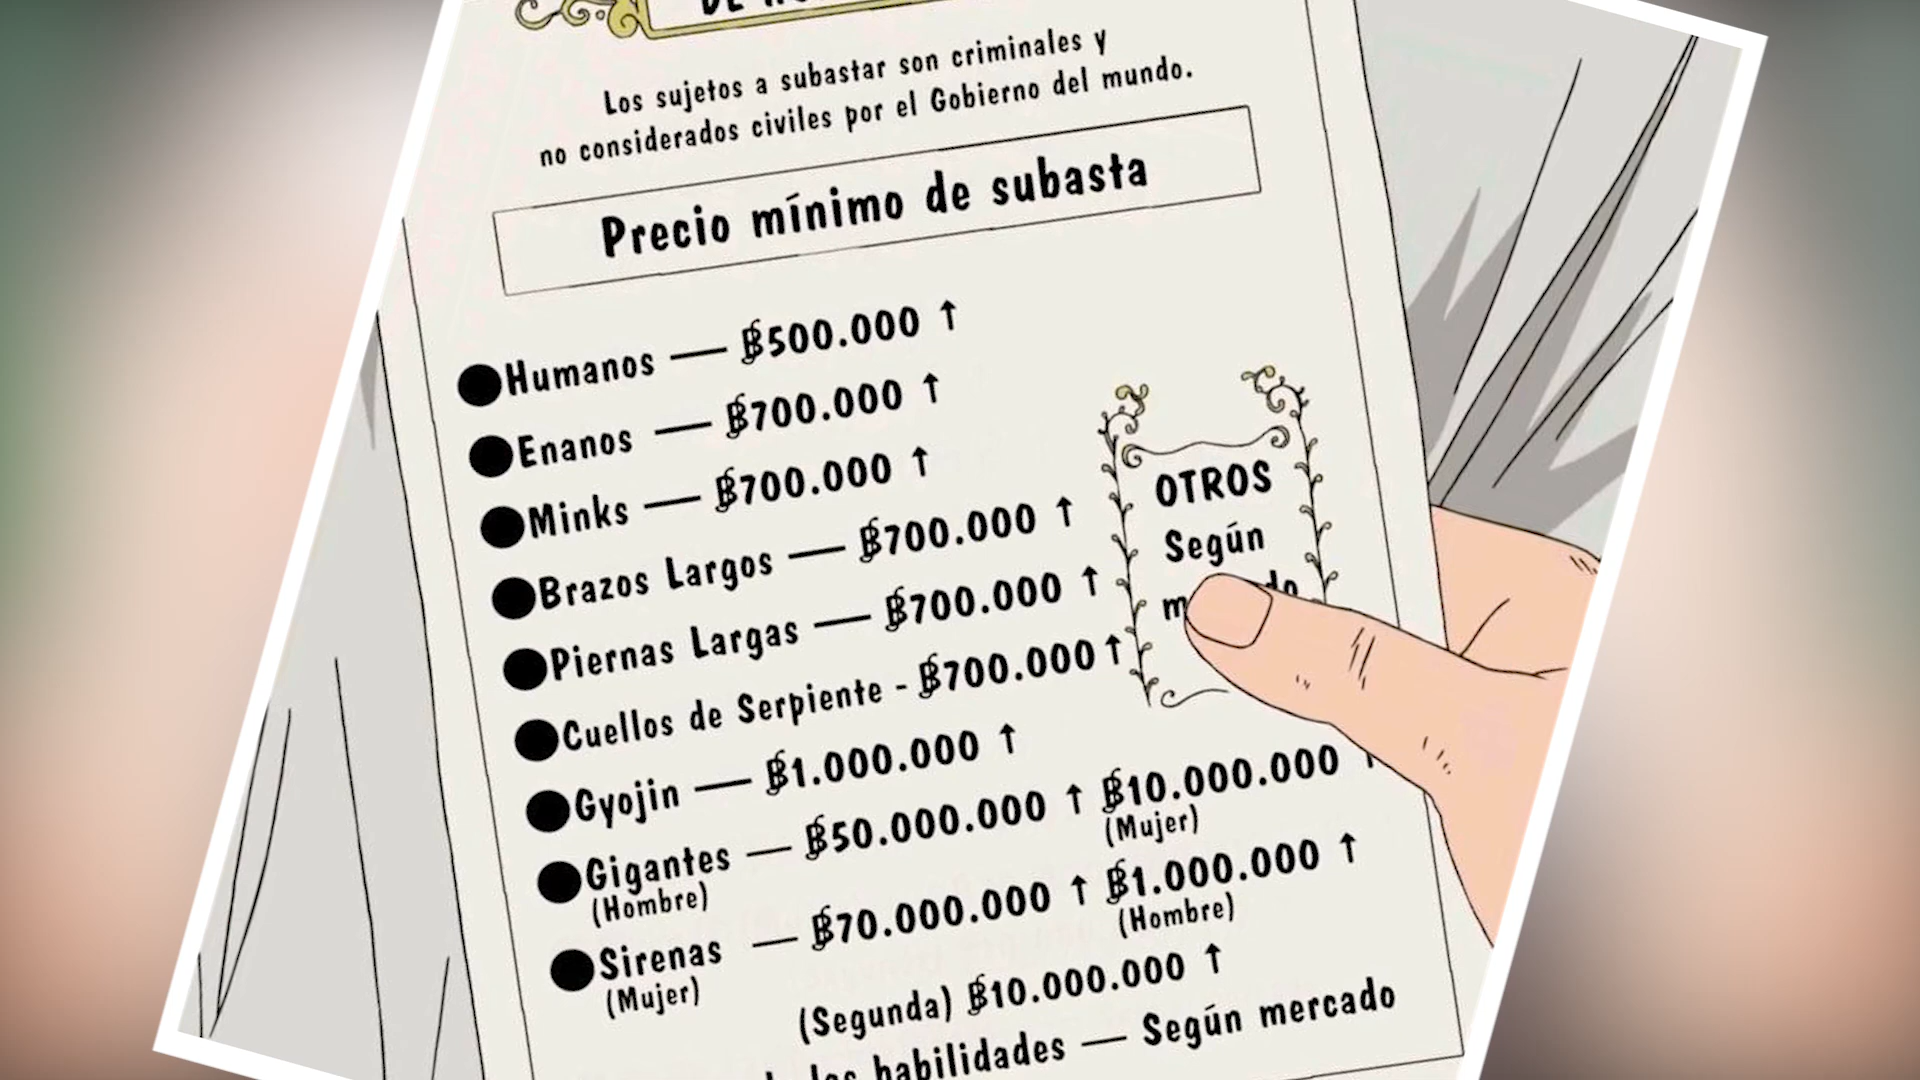 DE
Los sujetos a subastar son criminales y
no considerados civiles por el Gobierno del mundo.
Precio mínimo de subasta
●Humanos — ฿500.000 ↑
●Enanos — ฿700.000 ↑
●Minks — ฿700.000 ↑
●Brazos Largos — ฿700.000 ↑
●Piernas Largas — ฿700.000 ↑
●Cuellos de Serpiente - ฿700.000 ↑
●Gyojin — ฿1.000.000 ↑
●Gigantes — ฿50.000.000 ↑ ฿10.000.000 ↑
(Hombre) (Mujer)
●Sirenas — ฿70.000.000 ↑ ฿1.000.000 ↑
(Mujer) (Hombre)
(Segunda) ฿10.000.000 ↑
habilidades — Según mercado
OTROS
Según